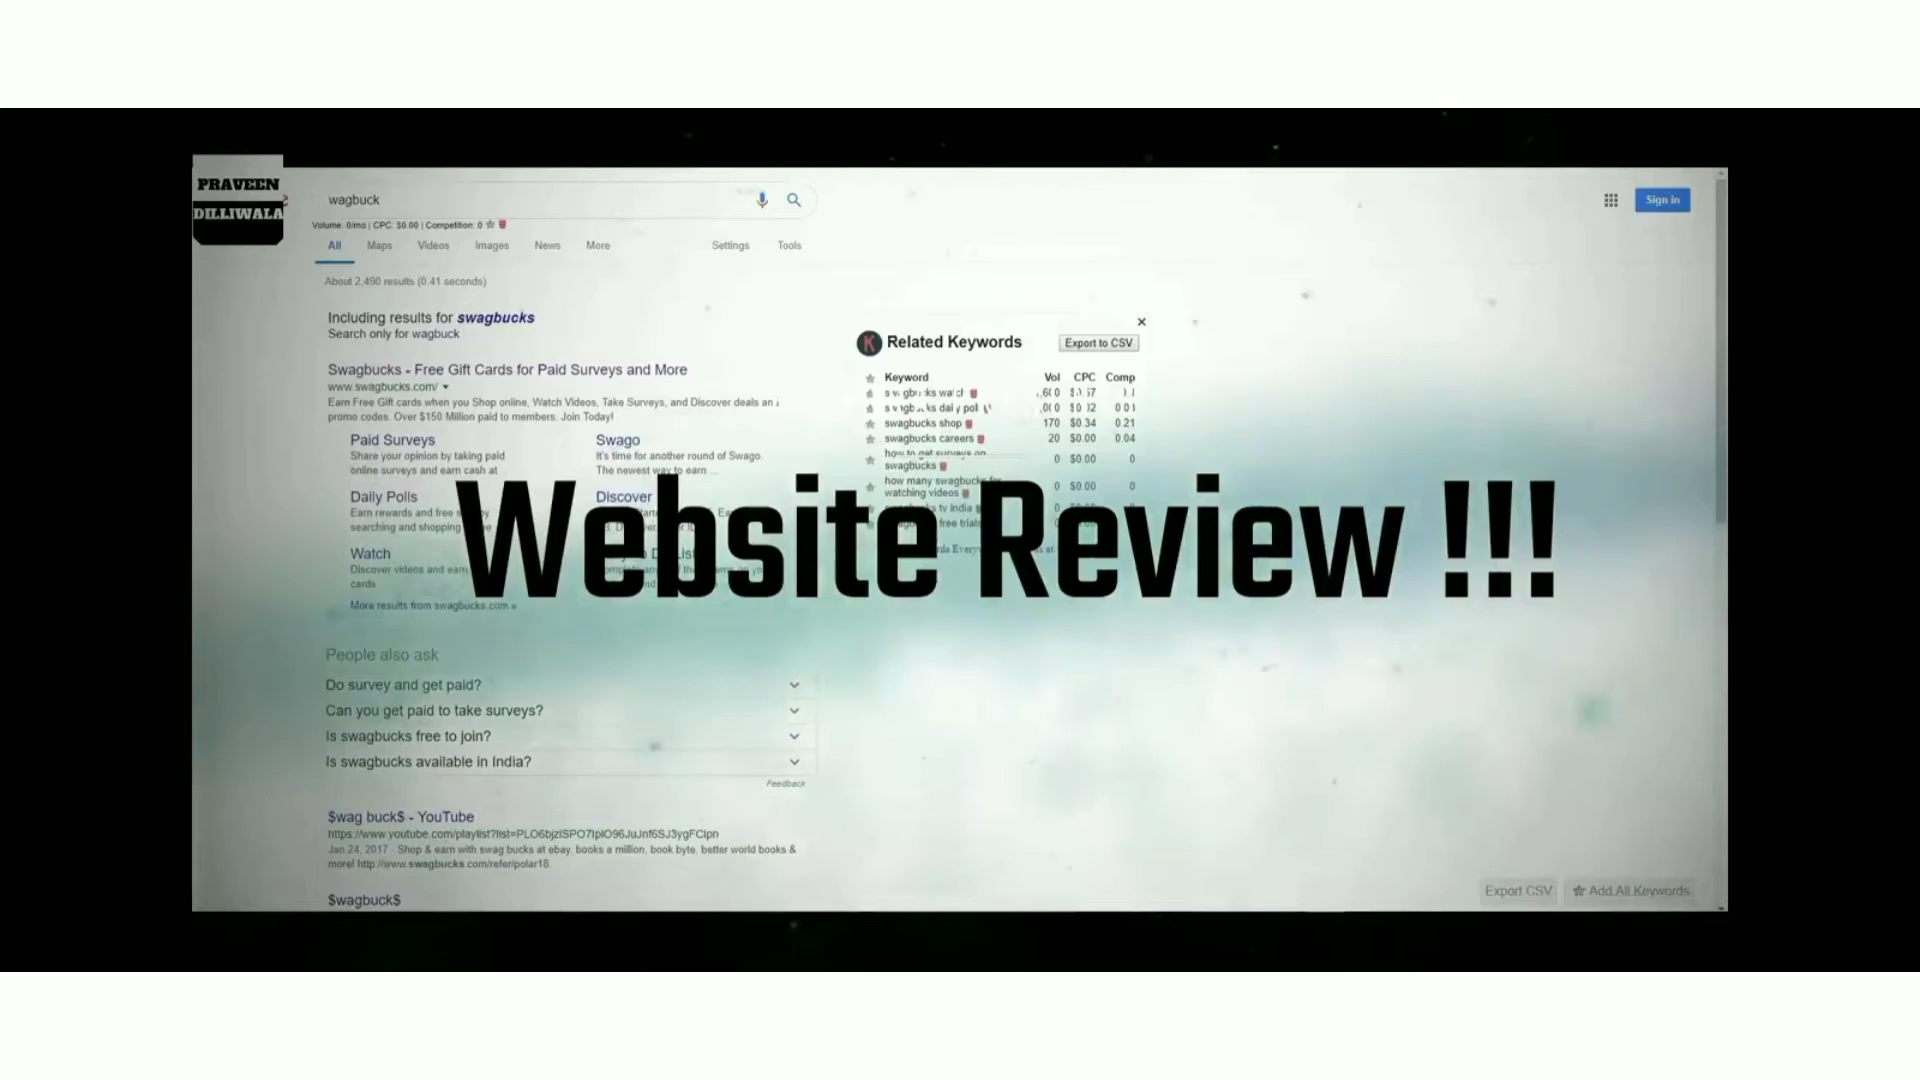 PRAVEEN
DILLIWALA
wagbuck
Sign in
Volume: 0/mo | CPC: $0.00 | Competition: 0
All Maps Videos Images News More Settings Tools
About 2,490 results (0.41 seconds)
Including results for swagbucks
Search only for wagbuck
Swagbucks - Free Gift Cards for Paid Surveys and More
www.swagbucks.com/
Earn Free Gift cards when you Shop online, Watch Videos, Take Surveys, and Discover deals an
promo codes. Over $150 Million paid to members. Join Today!
Paid Surveys
Share your opinion by taking paid
online surveys and earn cash at
Swago
It's time for another round of Swago.
The newest way to earn ...
Daily Polls
Earn rewards and free
searching and shopping
Discover
Watch
Discover videos and earn
cards
More results from swagbucks.com »
Related Keywords
Export to CSV
Keyword Vol CPC Comp
swagbucks shop 170 $0.34 0.21
swagbucks careers 20 $0.00 0.04
how to get surveys on
swagbucks 0 $0.00 0
how many swagbucks for
watching videos 0 $0.00 0
tv india
free trials
Website Review !!!
People also ask
Do survey and get paid?
Can you get paid to take surveys?
Is swagbucks free to join?
Is swagbucks available in India?
Feedback
$wag buck$ - YouTube
https://www.youtube.com/playlist?list=PLO6bjzISPO7IpIO96JuJnf6SJ3ygFCIpn
Jan 24, 2017 - Shop & earn with swag bucks at ebay, books a million, book byte, better world books &
more! http://www.swagbucks.com/refer/polar18.
$wagbuck$
Export CSV
Add All Keywords